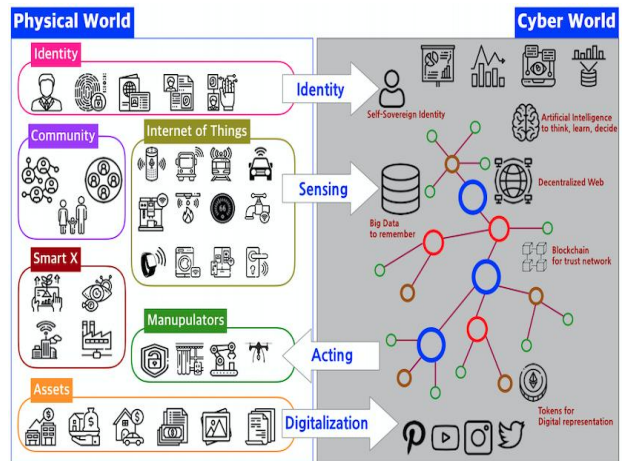 Physical World
Cyber World
Identity
Community
Internet of Things
Smart X
Manupulators
Assets
Identity
Sensing
Acting
Digitalization
Self-Sovereign Identity
Artificial Intelligence
to think, learn, decide
Decentralized Web
Big Data
to remember
Blockchain
for trust network
Tokens for
Digital representation